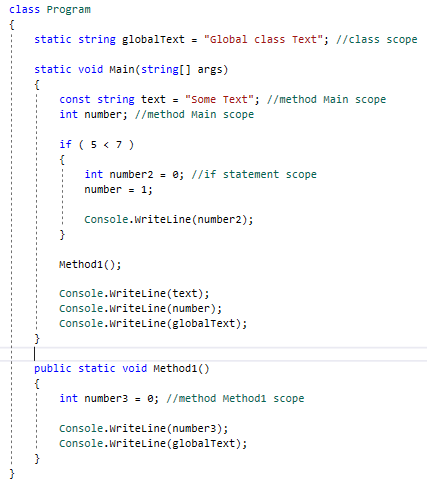 class Program
{
    static string globalText = "Global class Text"; //class scope

    static void Main(string[] args)
    {
        const string text = "Some Text"; //method Main scope
        int number; //method Main scope

        if ( 5 < 7 )
        {
            int number2 = 0; //if statement scope
            number = 1;

            Console.WriteLine(number2);
        }

        Method1();

        Console.WriteLine(text);
        Console.WriteLine(number);
        Console.WriteLine(globalText);
    }

    public static void Method1()
    {
        int number3 = 0; //method Method1 scope

        Console.WriteLine(number3);
        Console.WriteLine(globalText);
    }
}